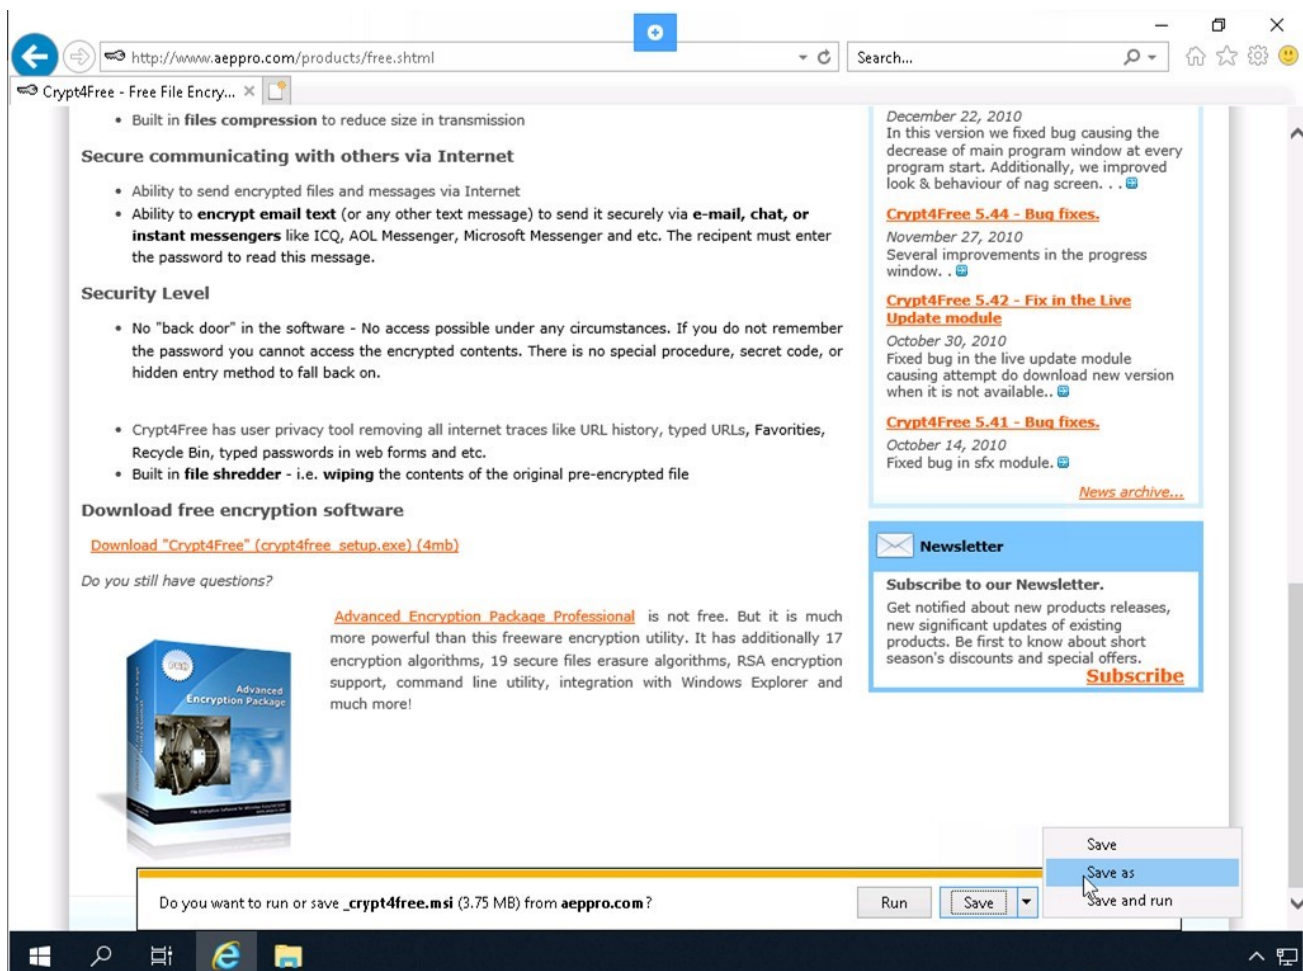 http://www.aeppro.com/products/free.shtml
Search...
Crypt4Free - Free File Encry...
• Built in files compression to reduce size in transmission
Secure communicating with others via Internet
• Ability to send encrypted files and messages via Internet
• Ability to encrypt email text (or any other text message) to send it securely via e-mail, chat, or
instant messengers like ICQ, AOL Messenger, Microsoft Messenger and etc. The recipent must enter
the password to read this message.
Security Level
• No "back door" in the software - No access possible under any circumstances. If you do not remember
the password you cannot access the encrypted contents. There is no special procedure, secret code, or
hidden entry method to fall back on.
• Crypt4Free has user privacy tool removing all internet traces like URL history, typed URLs, Favorities,
Recycle Bin, typed passwords in web forms and etc.
• Built in file shredder - i.e. wiping the contents of the original pre-encrypted file
Download free encryption software
Download "Crypt4Free" (crypt4free_setup.exe) (4mb)
Do you still have questions?
PRO
Advanced
Encryption Package
Advanced Encryption Package Professional is not free. But it is much
more powerful than this freeware encryption utility. It has additionally 17
encryption algorithms, 19 secure files erasure algorithms, RSA encryption
support, command line utility, integration with Windows Explorer and
much more!
December 22, 2010
In this version we fixed bug causing the
decrease of main program window at every
program start. Additionally, we improved
look & behaviour of nag screen. . .
Crypt4Free 5.44 - Bug fixes.
November 27, 2010
Several improvements in the progress
window. .
Crypt4Free 5.42 - Fix in the Live
Update module
October 30, 2010
Fixed bug in the live update module
causing attempt do download new version
when it is not available..
Crypt4Free 5.41 - Bug fixes.
October 14, 2010
Fixed bug in sfx module.
News archive...
Newsletter
Subscribe to our Newsletter.
Get notified about new products releases,
new significant updates of existing
products. Be first to know about short
season's discounts and special offers.
Subscribe
Do you want to run or save _crypt4free.msi (3.75 MB) from aeppro.com?
Run
Save
Save
Save as
Save and run